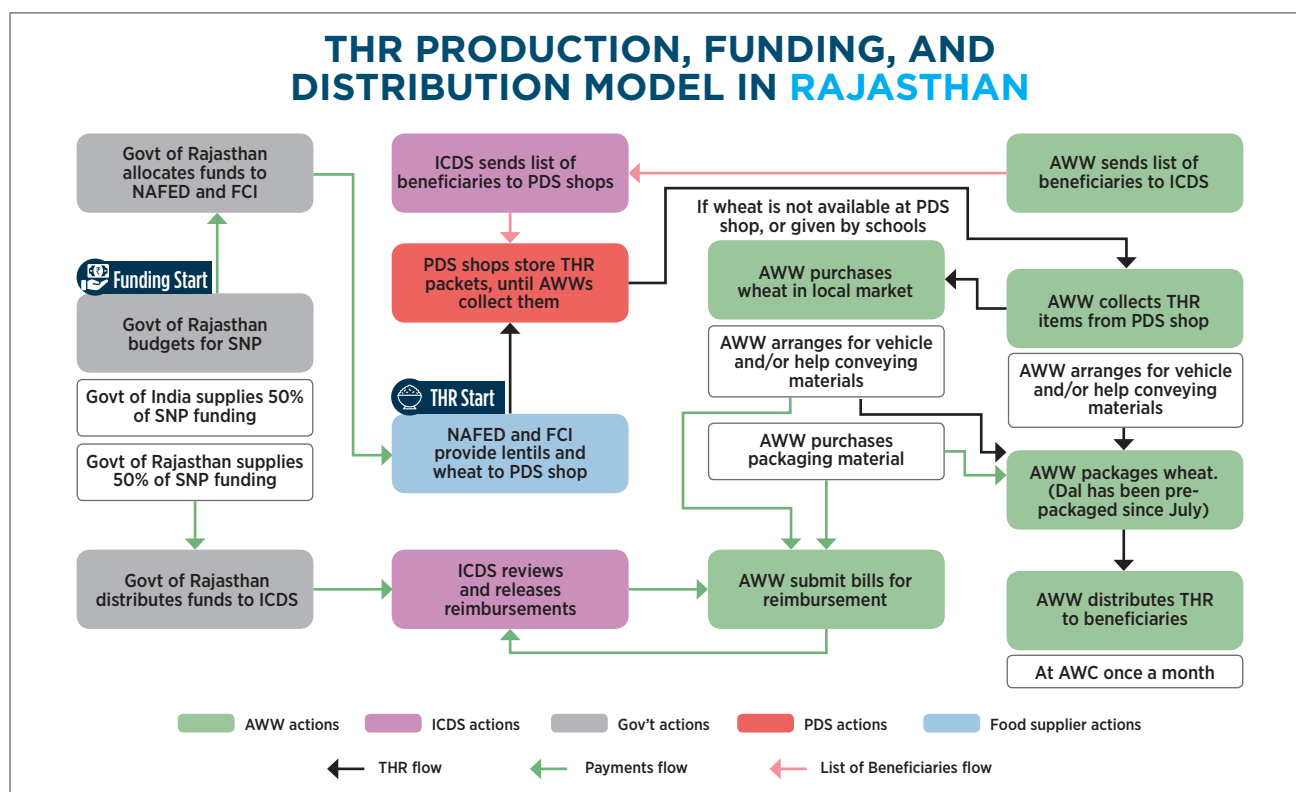 THR PRODUCTION, FUNDING, AND
DISTRIBUTION MODEL IN RAJASTHAN
Govt of Rajasthan
allocates funds to
NAFED and FCI
ICDS sends list of
beneficiaries to PDS shops
AWW sends list of
beneficiaries to ICDS
If wheat is not available at PDS
shop, or given by schools
Funding Start
Govt of Rajasthan
budgets for SNP
PDS shops store THR
packets, until AWWs
collect them
AWW purchases
wheat in local market
AWW collects THR
items from PDS shop
Govt of India supplies 50%
of SNP funding
Govt of Rajasthan supplies
50% of SNP funding
THR Start
NAFED and FCI
provide lentils and
wheat to PDS shop
AWW arranges for vehicle
and/or help conveying
materials
AWW arranges for vehicle
and/or help conveying
materials
AWW purchases
packaging material
AWW packages wheat.
(Dal has been pre-
packaged since July)
Govt of Rajasthan
distributes funds to ICDS
ICDS reviews
and releases
reimbursements
AWW submit bills for
reimbursement
AWW distributes THR
to beneficiaries
At AWC once a month
AWW actions
ICDS actions
Gov't actions
PDS actions
Food supplier actions
THR flow
Payments flow
List of Beneficiaries flow